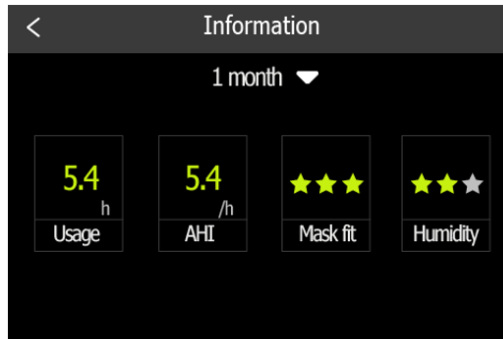 Information
1 month
5.4 h
5.4 /h
Usage
AHI
Mask fit
Humidity